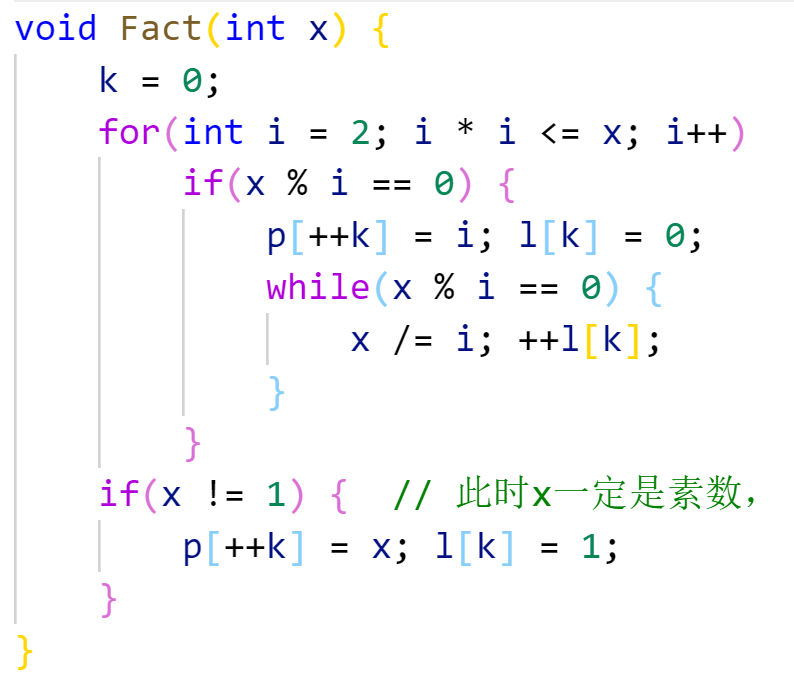 void Fact(int x) {
    k = 0;
    for(int i = 2; i * i <= x; i++)
        if(x % i == 0) {
            p[++k] = i; l[k] = 0;
            while(x % i == 0) {
                x /= i; ++l[k];
            }
        }
    if(x != 1) {  // 此时x一定是素数，
        p[++k] = x; l[k] = 1;
    }
}